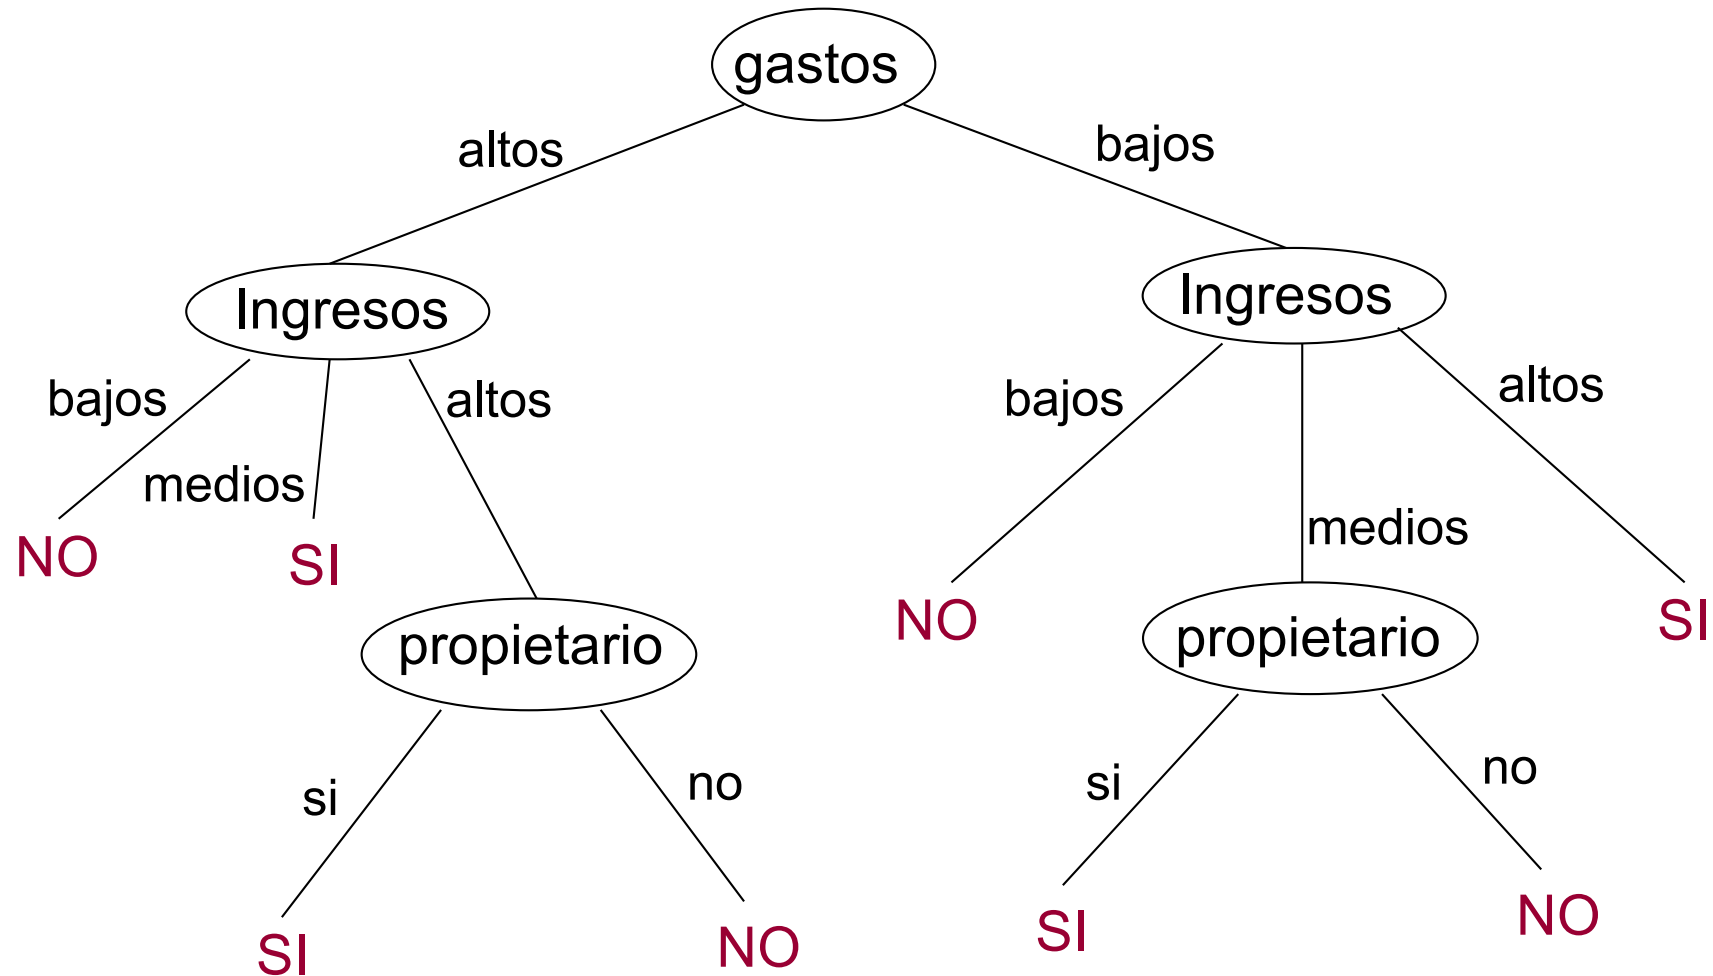 gastos
altos
bajos
Ingresos
Ingresos
bajos
medios
altos
bajos
medios
altos
NO
SI
propietario
NO
propietario
SI
si
no
si
no
SI
NO
SI
NO